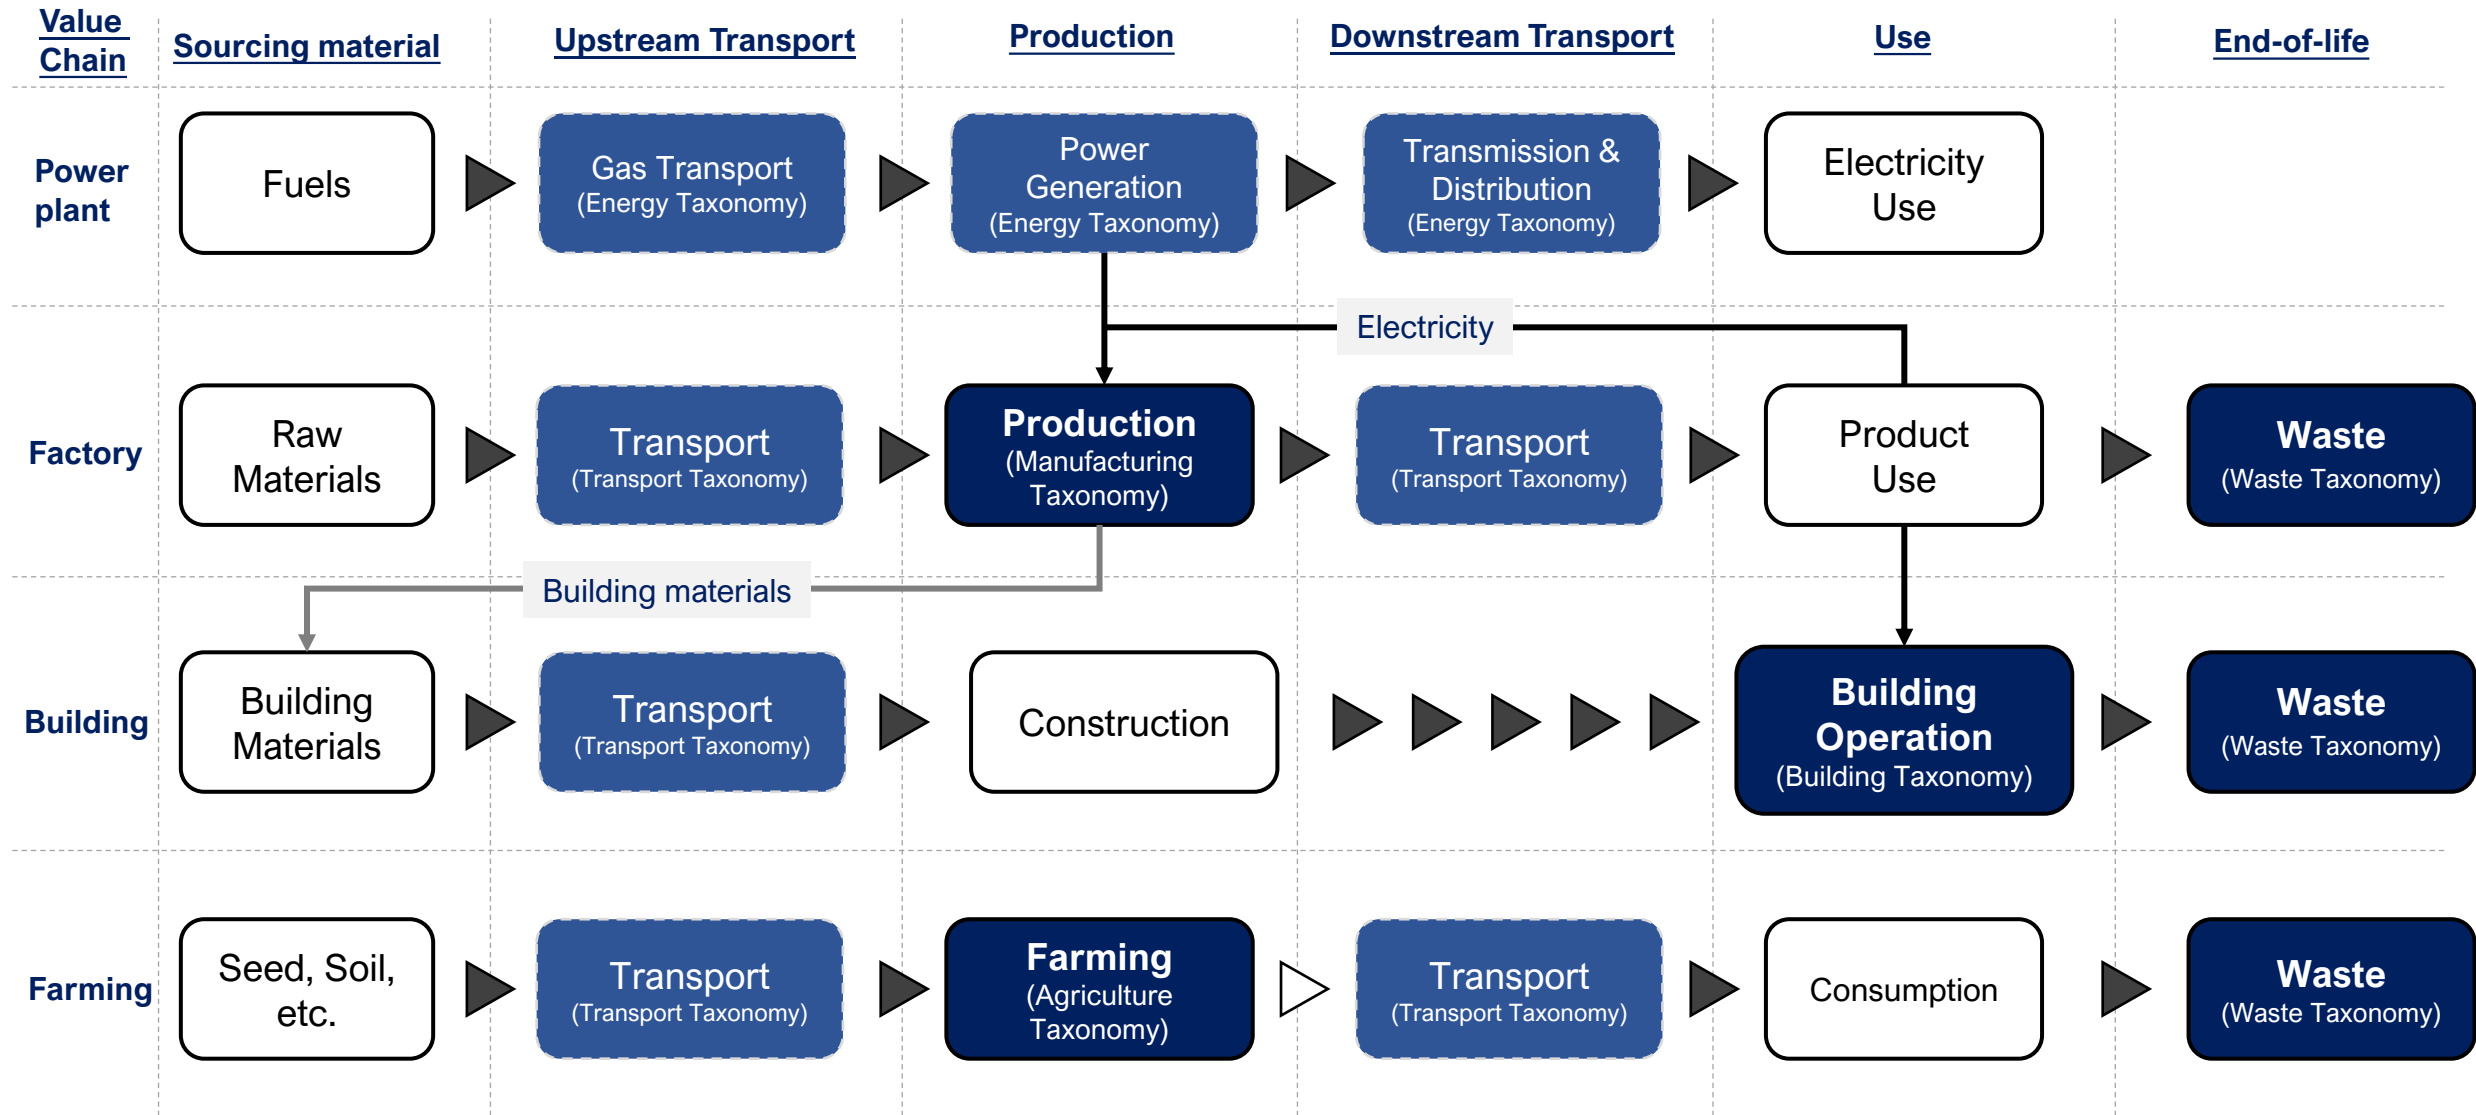 Value
Chain
Sourcing material
Upstream Transport
Production
Downstream Transport
Use
End-of-life
Power
plant
Fuels
Gas Transport
(Energy Taxonomy)
Power
Generation
(Energy Taxonomy)
Transmission &
Distribution
(Energy Taxonomy)
Electricity
Use
Electricity
Factory
Raw
Materials
Transport
(Transport Taxonomy)
Production
(Manufacturing
Taxonomy)
Transport
(Transport Taxonomy)
Product
Use
Waste
(Waste Taxonomy)
Building materials
Building
Building
Materials
Transport
(Transport Taxonomy)
Construction
Building
Operation
(Building Taxonomy)
Waste
(Waste Taxonomy)
Farming
Seed, Soil,
etc.
Transport
(Transport Taxonomy)
Farming
(Agriculture
Taxonomy)
Transport
(Transport Taxonomy)
Consumption
Waste
(Waste Taxonomy)